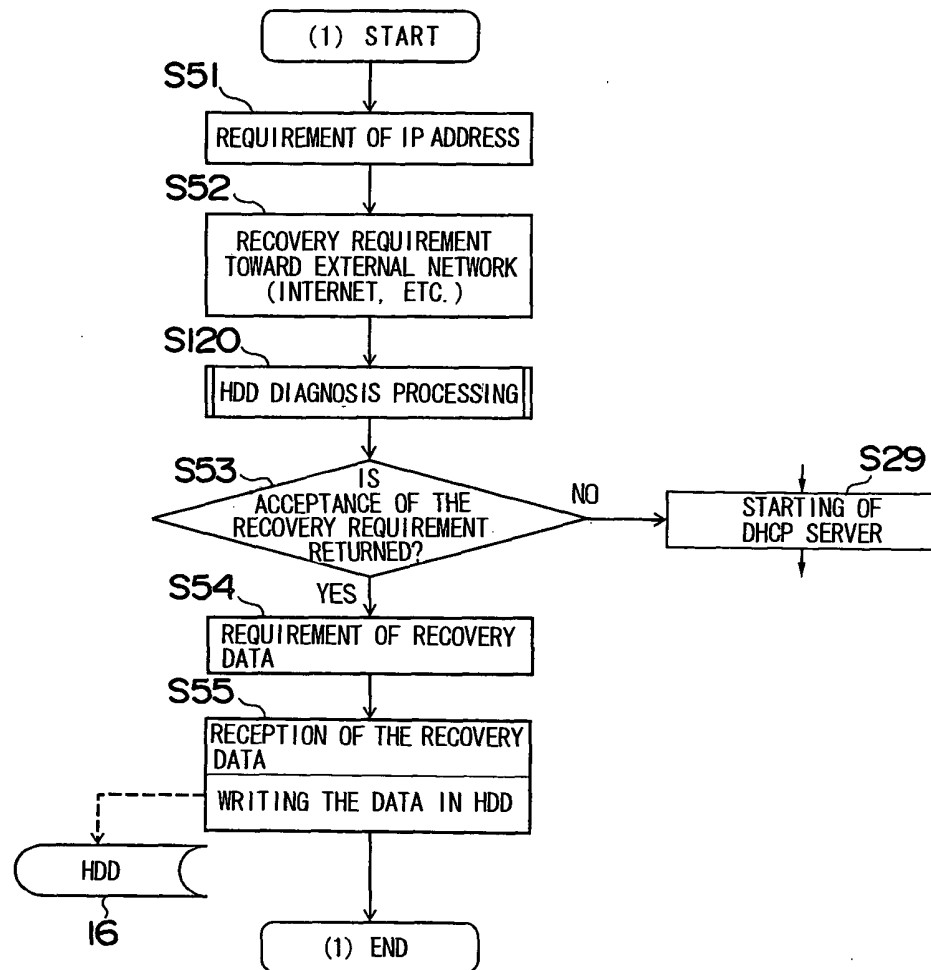 (1) START
S51
REQUIREMENT OF IP ADDRESS
S52
RECOVERY REQUIREMENT
TOWARD EXTERNAL NETWORK
(INTERNET, ETC.)
S120
HDD DIAGNOSIS PROCESSING
S53
IS
ACCEPTANCE OF THE
RECOVERY REQUIREMENT
RETURNED?
NO
S29
STARTING OF
DHCP SERVER
YES
S54
REQUIREMENT OF RECOVERY
DATA
S55
RECEPTION OF THE RECOVERY
DATA
WRITING THE DATA IN HDD
HDD
16
(1) END